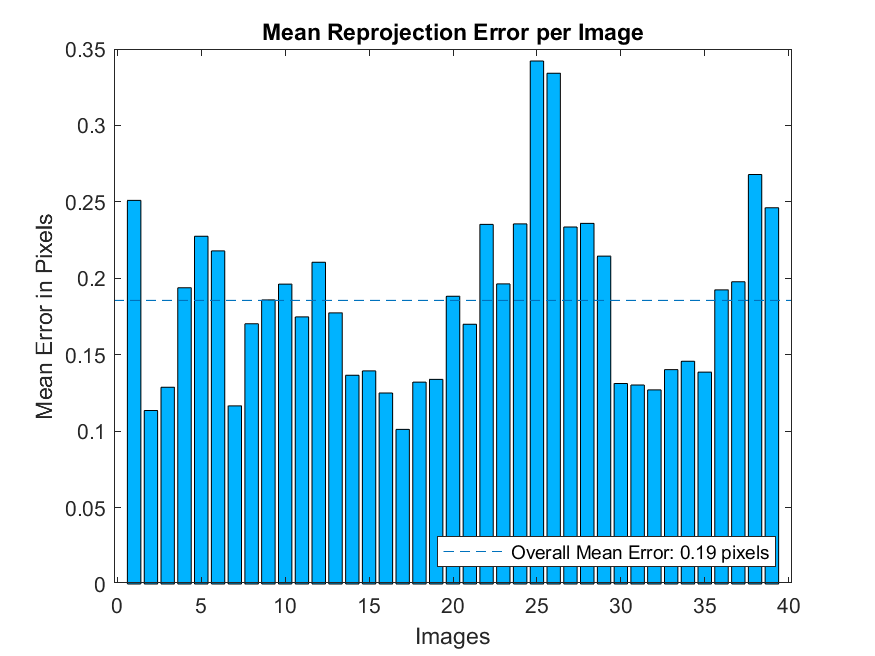 Mean Reprojection Error per Image
0.35
0.3
0.25
0.2
0.15
0.1
0.05
0
Mean Error in Pixels
Overall Mean Error: 0.19 pixels
0 5 10 15 20 25 30 35 40
Images